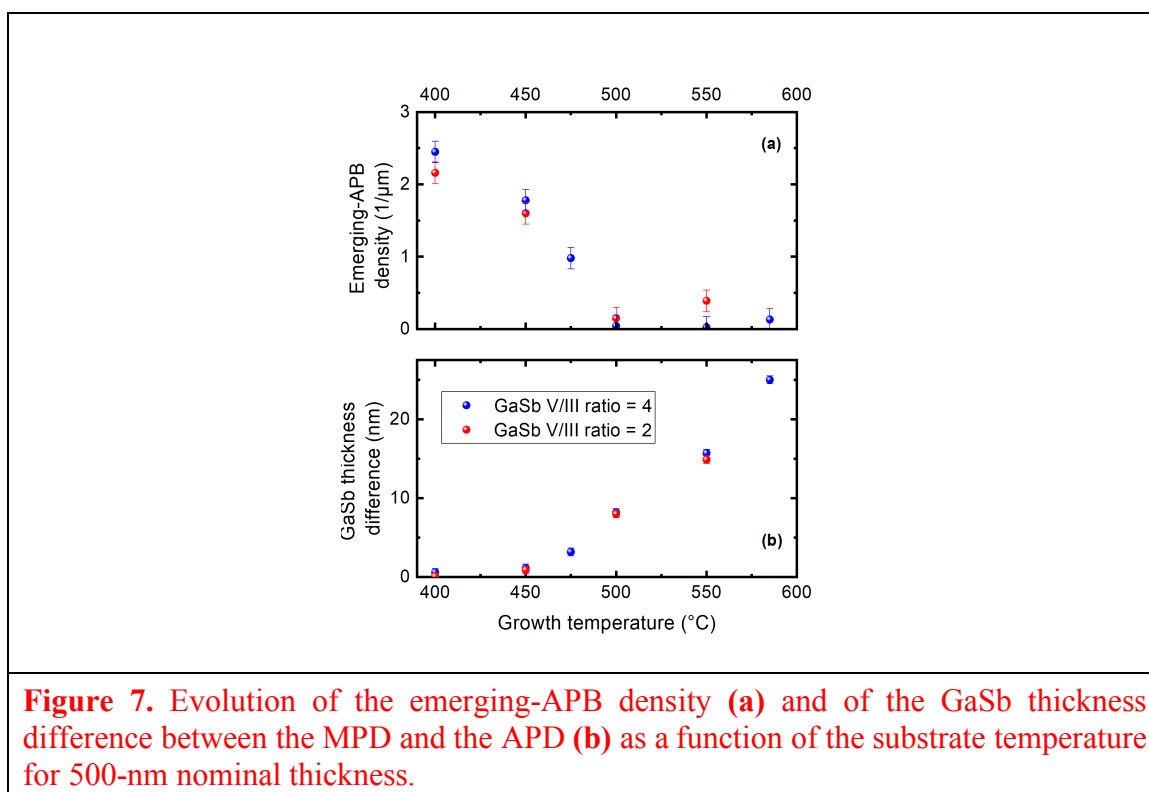 400 450 500 550 600
3
2
1
0
Emerging-APB
density (1/µm)
(a)
20
10
0
GaSb thickness
difference (nm)
GaSb V/III ratio = 4
GaSb V/III ratio = 2
(b)
400 450 500 550 600
Growth temperature (°C)
Figure 7. Evolution of the emerging-APB density (a) and of the GaSb thickness
difference between the MPD and the APD (b) as a function of the substrate temperature
for 500-nm nominal thickness.